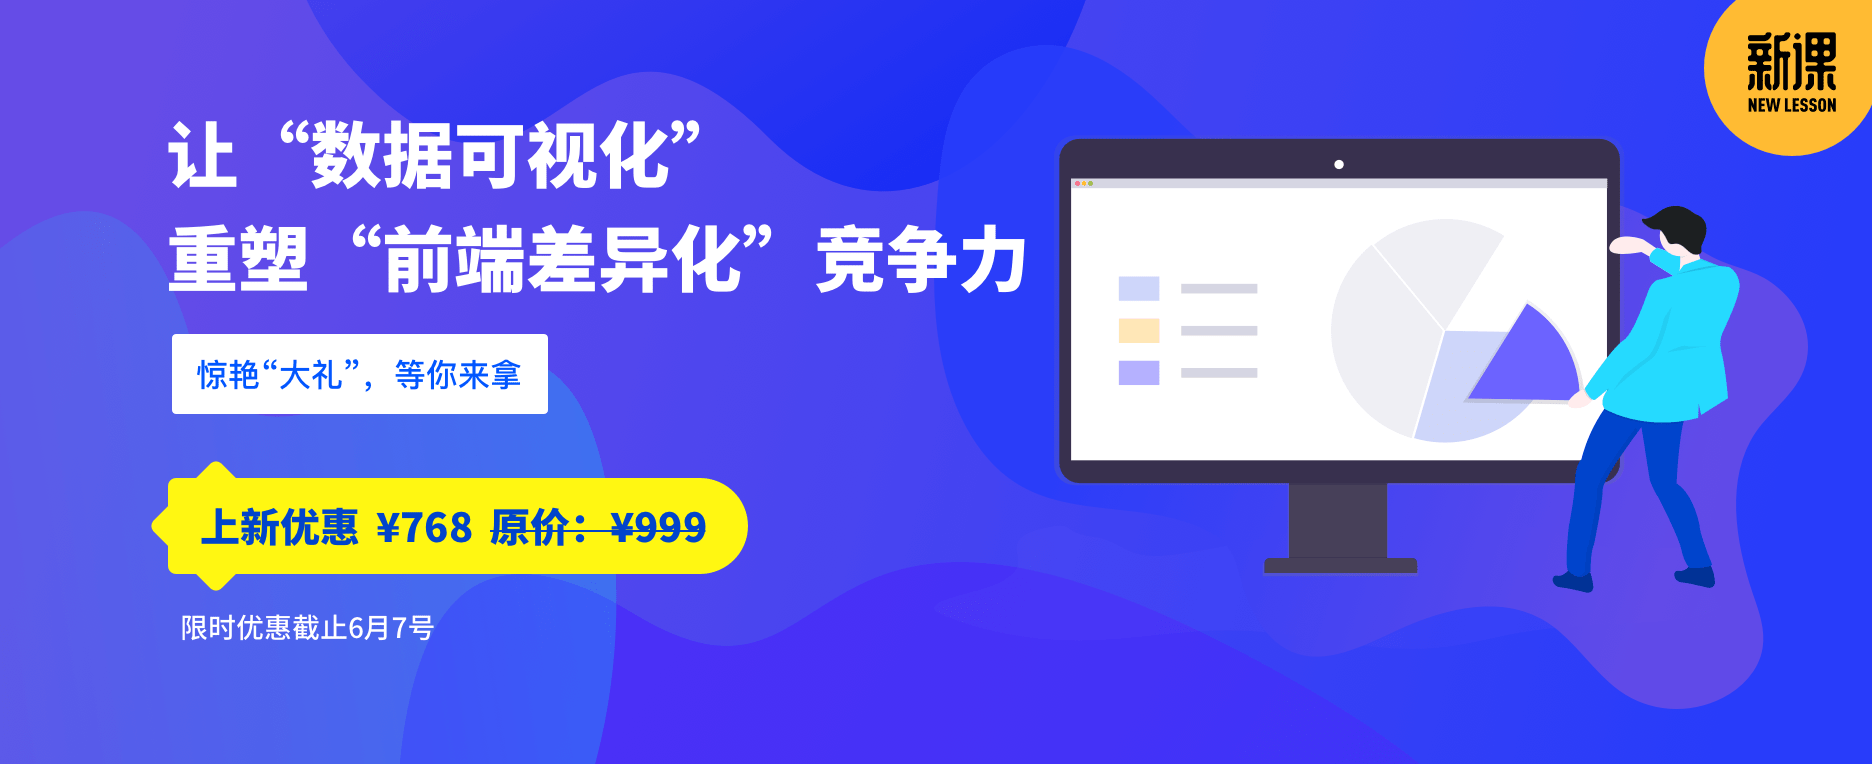 新课
NEW LESSON
让“数据可视化”
重塑“前端差异化”竞争力
惊艳“大礼”，等你来拿
上新优惠 ¥768 原价：¥999
限时优惠截止6月7号